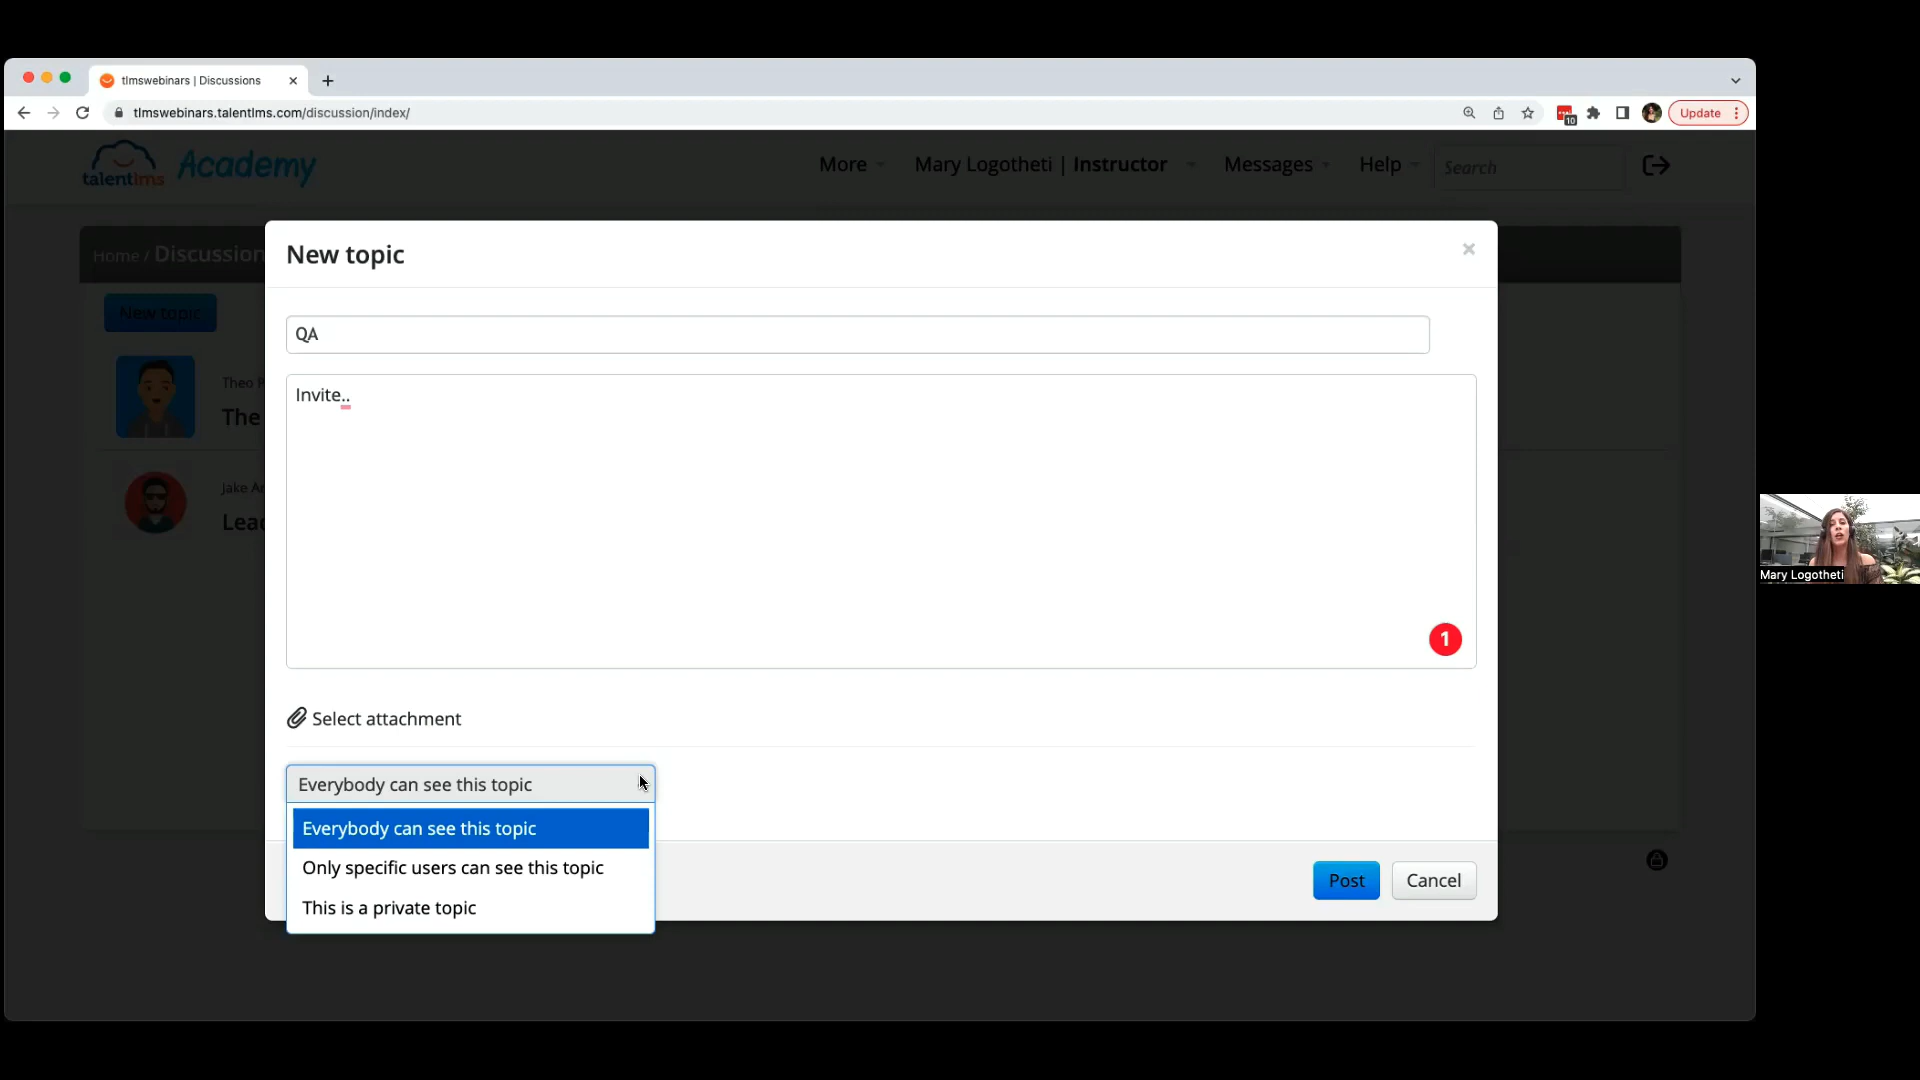 tlmswebinars | Discussions
tlmswebinars.talentlms.com/discussion/index/
10
Update
talentlms Academy
More
Mary Logotheti | Instructor
Messages
Help
Search
Home / Discussion
New topic
New topic
QA
Theo P
The
Invite..
Jake A
Lead
1
Mary Logotheti
Select attachment
Everybody can see this topic
Everybody can see this topic
Only specific users can see this topic
This is a private topic
Post
Cancel